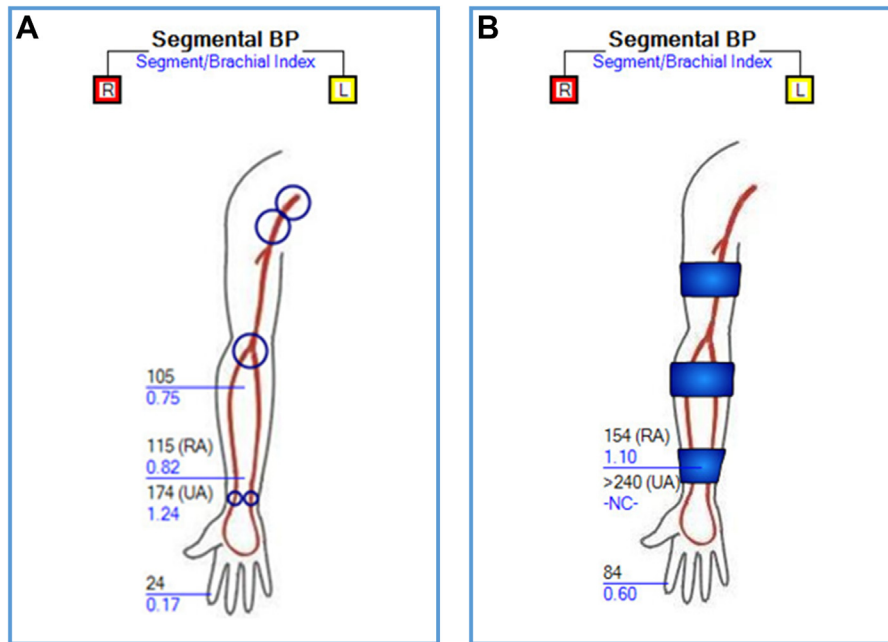 A
Segmental BP
Segment/Brachial Index
R
L
105
0.75
115 (RA)
0.82
174 (UA)
1.24
24
0.17
B
Segmental BP
Segment/Brachial Index
R
L
154 (RA)
1.10
>240 (UA)
-NC-
84
0.60